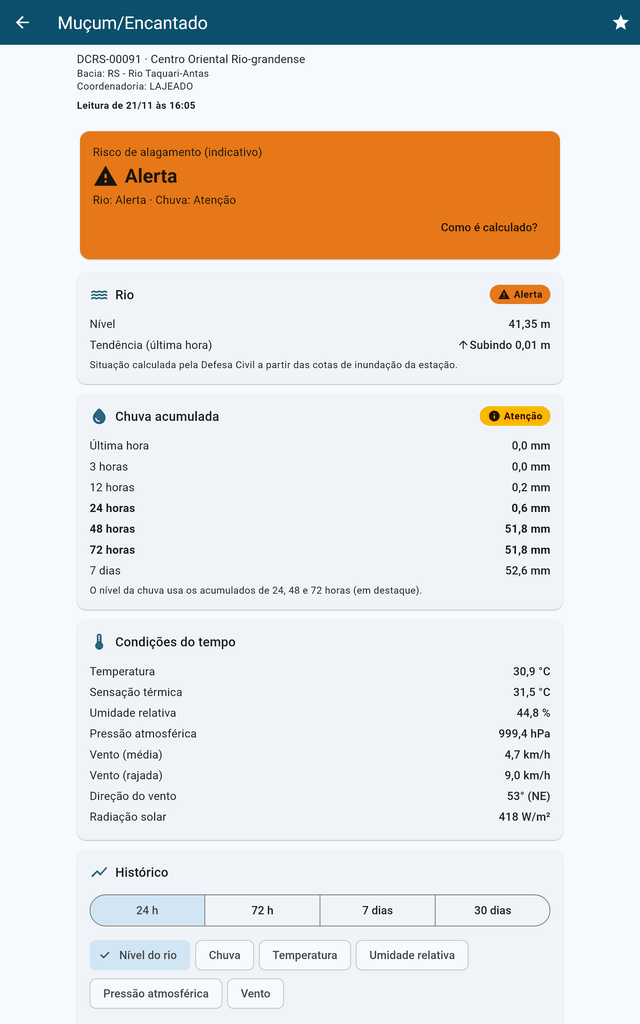 Muçum/Encantado
DCRS-00091 · Centro Oriental Rio-grandense
Bacia: RS - Rio Taquari-Antas
Coordenadoria: LAJEADO
Leitura de 21/11 às 16:05
Risco de alagamento (indicativo)
Alerta
Rio: Alerta · Chuva: Atenção
Como é calculado?
Rio
Alerta
Nível 41,35 m
Tendência (última hora) ↑ Subindo 0,01 m
Situação calculada pela Defesa Civil a partir das cotas de inundação da estação.
Chuva acumulada
Atenção
Última hora 0,0 mm
3 horas 0,0 mm
12 horas 0,2 mm
24 horas 0,6 mm
48 horas 51,8 mm
72 horas 51,8 mm
7 dias 52,6 mm
O nível da chuva usa os acumulados de 24, 48 e 72 horas (em destaque).
Condições do tempo
Temperatura 30,9 °C
Sensação térmica 31,5 °C
Umidade relativa 44,8 %
Pressão atmosférica 999,4 hPa
Vento (média) 4,7 km/h
Vento (rajada) 9,0 km/h
Direção do vento 53° (NE)
Radiação solar 418 W/m²
Histórico
24 h 72 h 7 dias 30 dias
Nível do rio Chuva Temperatura Umidade relativa
Pressão atmosférica Vento